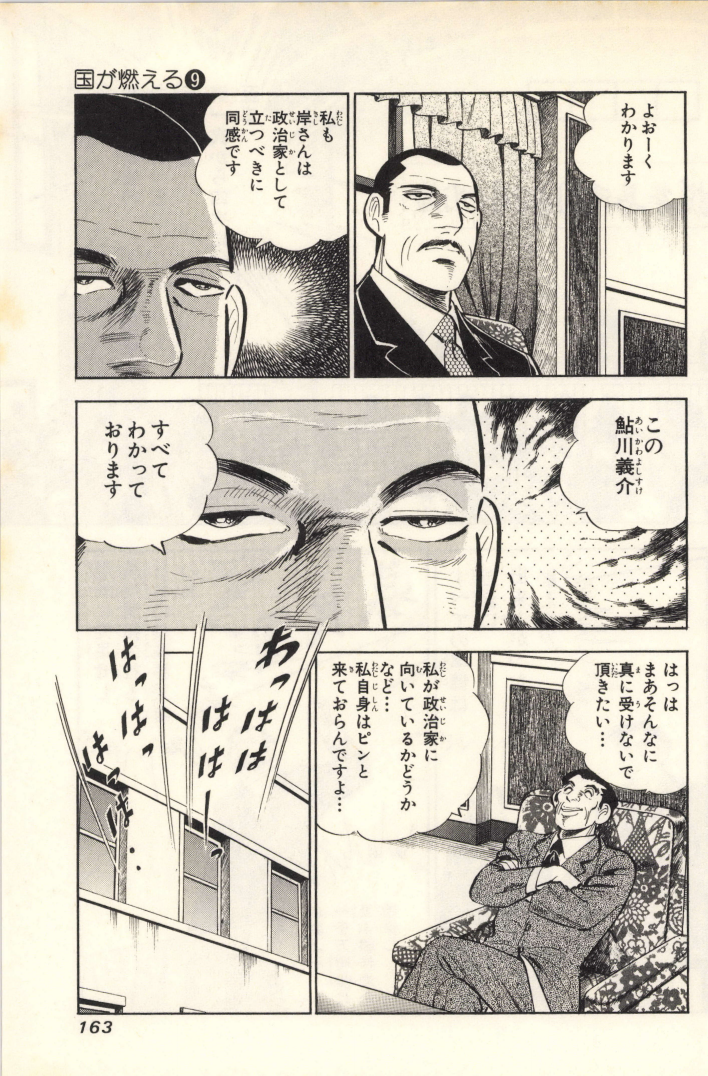 国が燃える❾
よおーく
わかります
私も
岸さんは
政治家として
立つべきに
同感です
この
鮎川義介
すべて
わかって
おります
はっは
まあそんなに
真に受けないで
頂きたい…
私が政治家に
向いているかどうか
など…
私自身はピンと
来ておらんですよ…
わっはは
はははーっ
はっはっ
はっはっ…
163